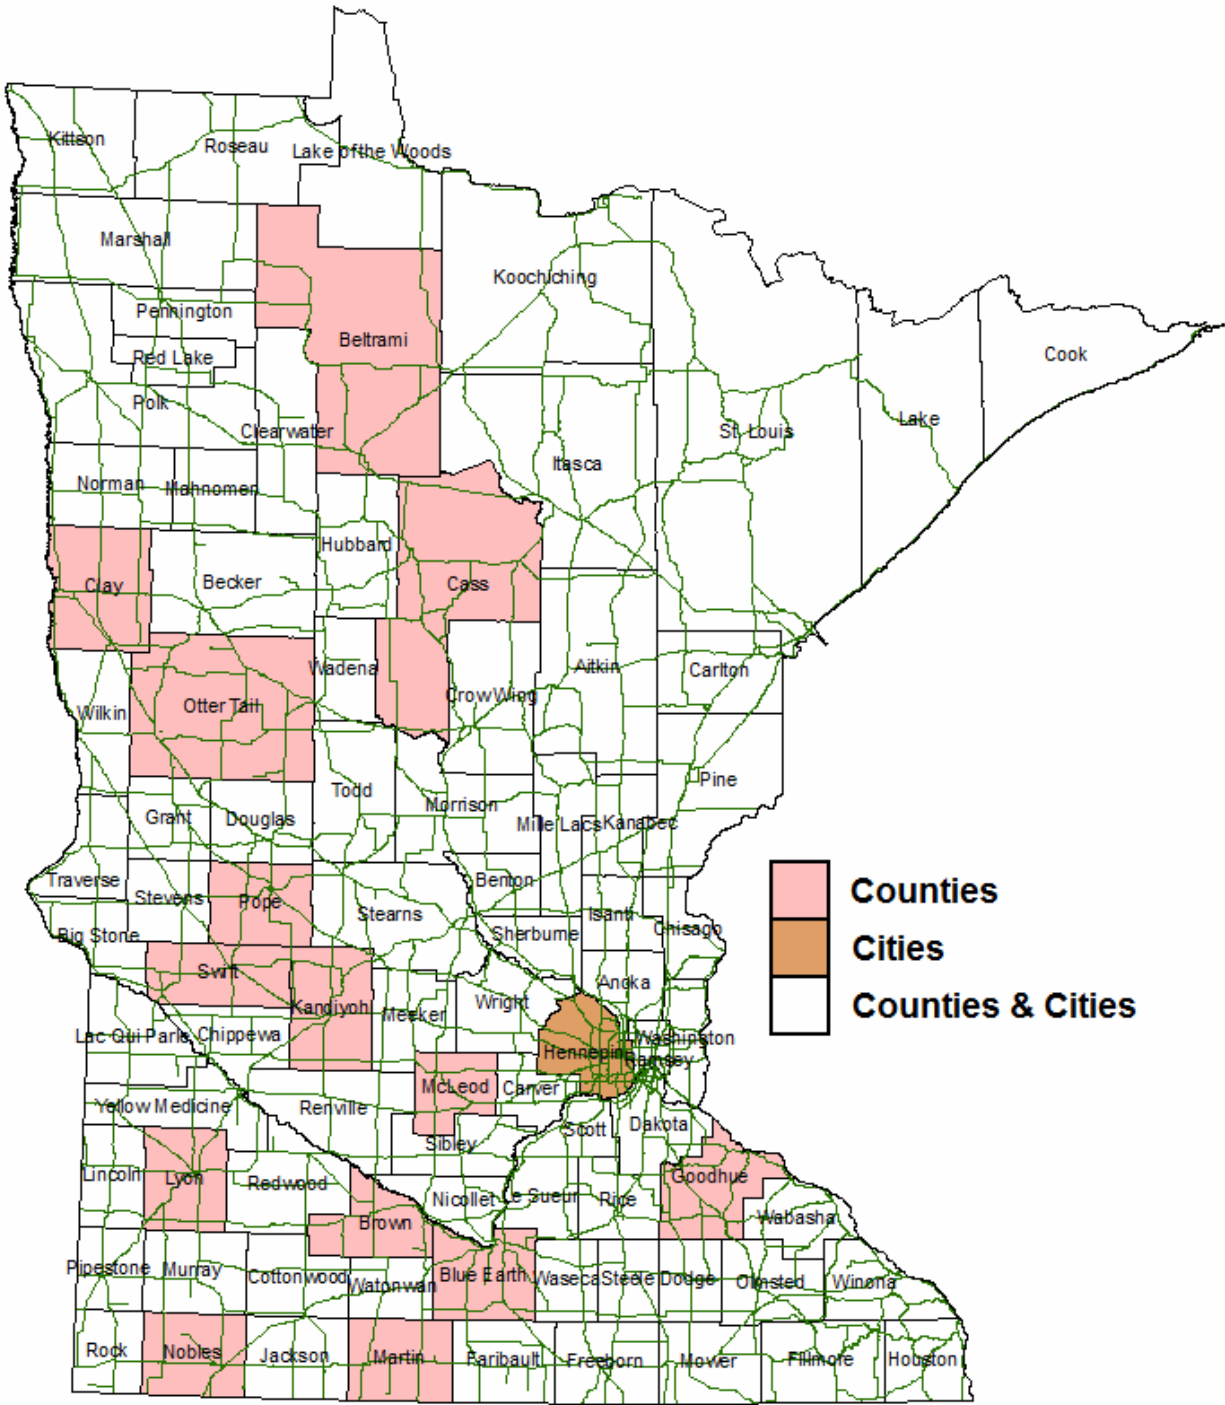 Kittson
Roseau
Lake of the Woods
Marshall
Koochiching
Pennington
Beltrami
Red Lake
Cook
Polk
Lake
Clearwater
St. Louis
Itasca
Norman
Mahnomen
Hubbard
Clay
Becker
Cass
Wadena
Aitkin
Carlton
Otter Tail
Crow Wing
Wilkin
Pine
Todd
Morrison
Grant
Douglas
Mille Lacs
Kanabec
Traverse
Stevens
Pope
Benton
Counties
Stearns
Isanti
Chisago
Big Stone
Sherburne
Cities
Swift
Anoka
Kandiyohi
Wright
Counties & Cities
Meeker
Lac Qui Parle
Chippewa
Washington
Hennepin
Ramsey
McLeod
Carver
Yellow Medicine
Renville
Scott
Dakota
Sibley
Lincoln
Lyon
Redwood
Goodhue
Nicollet
Le Sueur
Rice
Brown
Wabasha
Pipestone
Murray
Cottonwood
Watonwan
Blue Earth
Waseca
Steele
Dodge
Olmsted
Winona
Rock
Nobles
Jackson
Martin
Faribault
Freeborn
Mower
Fillmore
Houston